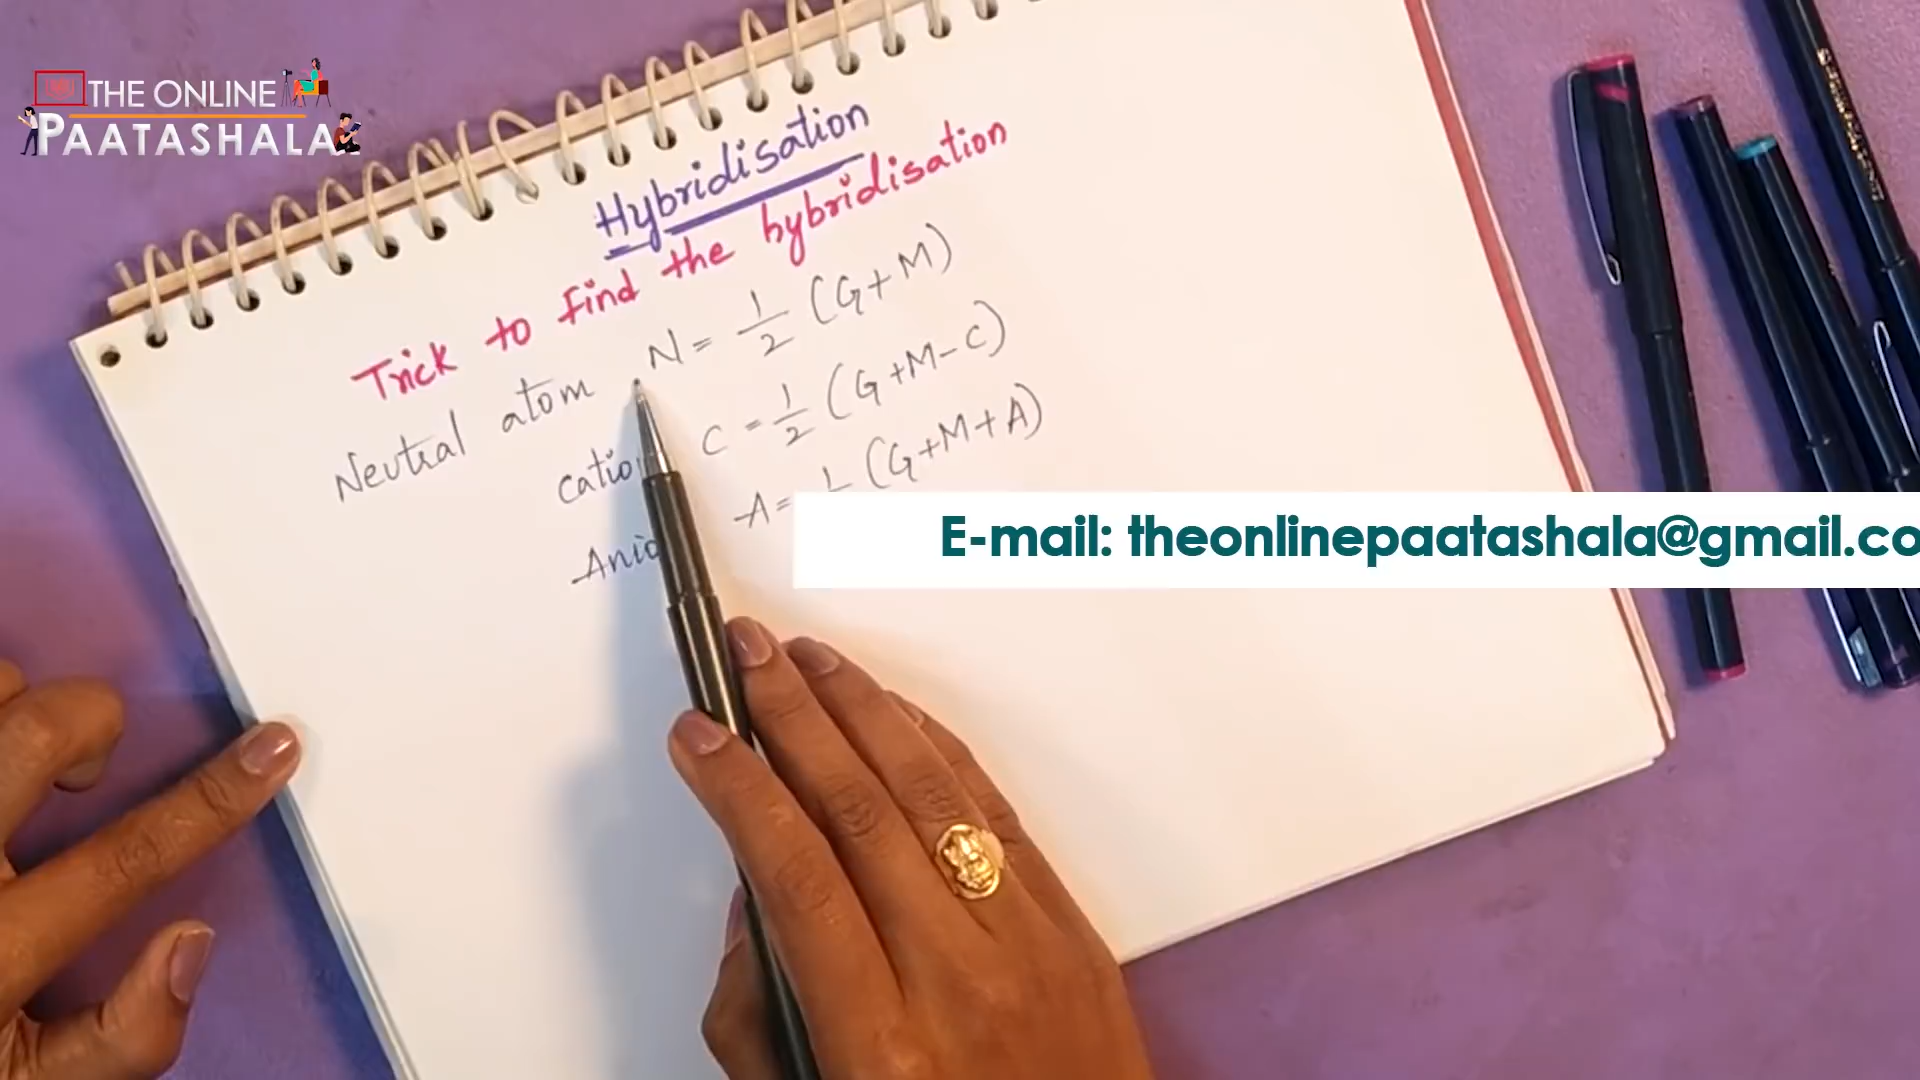 THE ONLINE
PAATASHALA
Hybridisation
Trick to find the hybridisation
Neutral atom N = 1/2 (G+M)
C = 1/2 (G+M-C)
A = (G+M+A)
E-mail: theonlinepaatashala@gmail.co